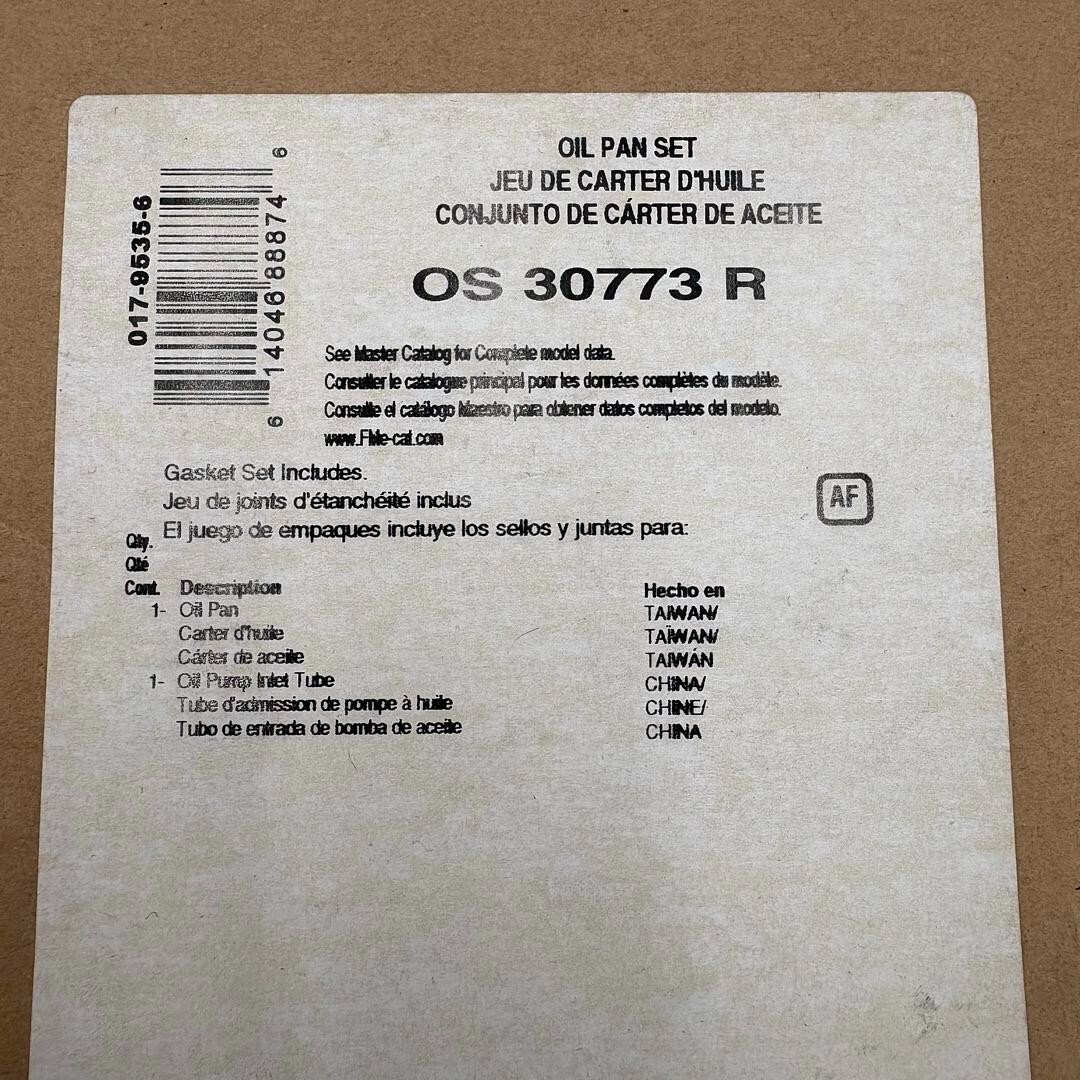 OIL PAN SET
JEU DE CARTER D'HUILE
CONJUNTO DE CÁRTER DE ACEITE
017-9535-6
6 14046 88874 6
OS 30773 R
See Master Catalog for Complete model data.
Consulter le catalogue principal pour les données complètes du modèle.
Consulte el catálogo Maestro para obtener datos completos del modelo.
www.FMe-cat.com
Gasket Set Includes.
Jeu de joints d'étanchéité inclus
El juego de empaques incluye los sellos y juntas para:
AF
Qty.
Qté
Cont. Description Hecho en
1- Oil Pan TAIWAN/
Carter d'huile TAÏWAN/
Cárter de aceite TAIWÁN
1- Oil Pump Inlet Tube CHINA/
Tube d'admission de pompe à huile CHINE/
Tubo de entrada de bomba de aceite CHINA